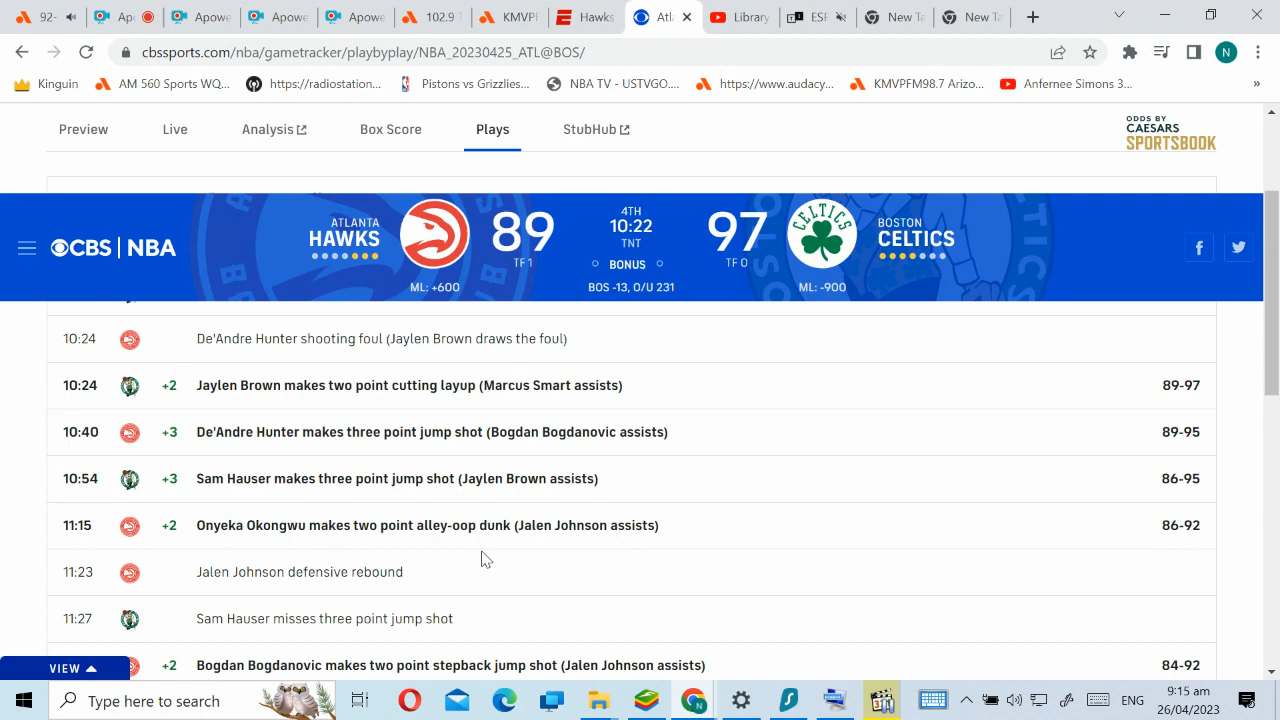 92-
Apo
Apowe
Apowe
Apowe
102.9 T
KMVP
Hawks
Atl
Library
ESP
New Ta
New Ta
cbssports.com/nba/gametracker/playbyplay/NBA_20230425_ATL@BOS/
N
Kinguin
AM 560 Sports WQ...
https://radiostation...
Pistons vs Grizzlies...
NBA TV - USTVGO....
https://www.audacy...
KMVPFM98.7 Arizo...
Anfernee Simons 3...
»
Preview
Live
Analysis
Box Score
Plays
StubHub
ODDS BY
CAESARS
SPORTSBOOK
CBS | NBA
ATLANTA
HAWKS
ML: +600
89
TF 1
4TH
10:22
TNT
BONUS
BOS -13, O/U 231
97
TF 0
CELTICS
ML: -900
BOSTON
CELTICS
10:24 De'Andre Hunter shooting foul (Jaylen Brown draws the foul)
10:24 +2 Jaylen Brown makes two point cutting layup (Marcus Smart assists) 89-97
10:40 +3 De'Andre Hunter makes three point jump shot (Bogdan Bogdanovic assists) 89-95
10:54 +3 Sam Hauser makes three point jump shot (Jaylen Brown assists) 86-95
11:15 +2 Onyeka Okongwu makes two point alley-oop dunk (Jalen Johnson assists) 86-92
11:23 Jalen Johnson defensive rebound
11:27 Sam Hauser misses three point jump shot
+2 Bogdan Bogdanovic makes two point stepback jump shot (Jalen Johnson assists) 84-92
VIEW
Type here to search
ENG
9:15 am
26/04/2023